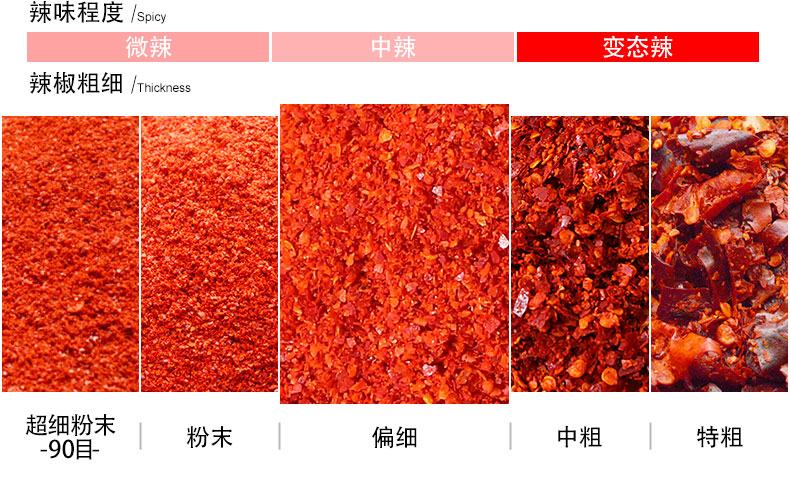 辣味程度 /Spicy
微辣 中辣 变态辣
辣椒粗细 /Thickness
超细粉末 粉末 偏细 中粗 特粗
-90目-